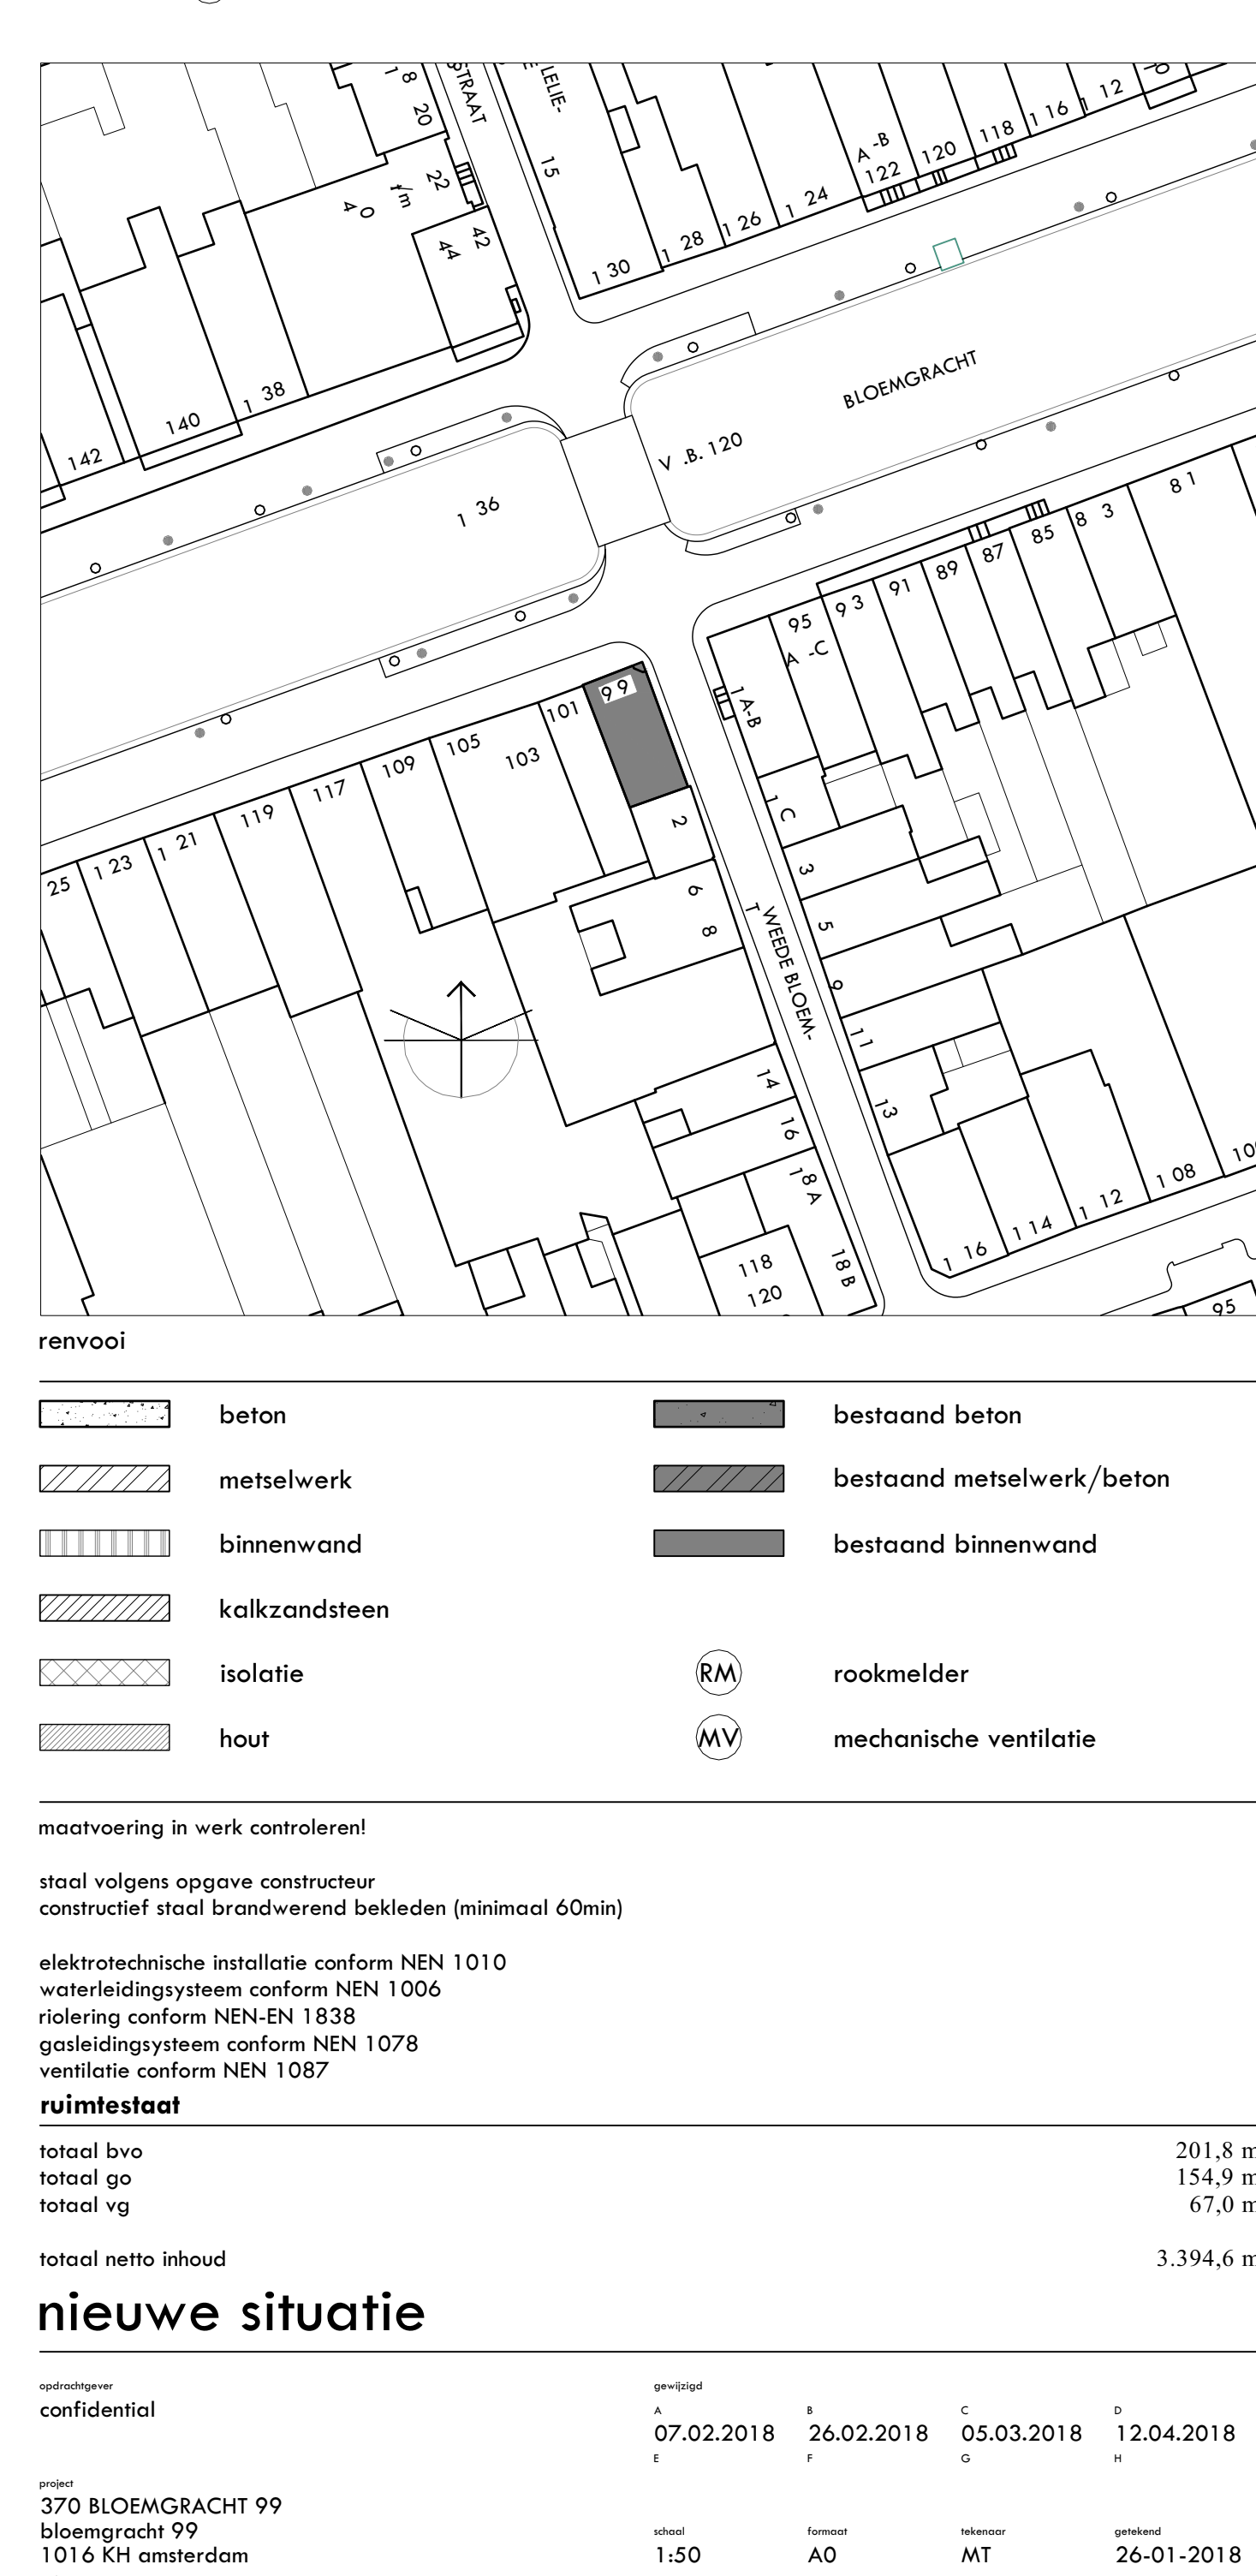 STRAAT
LELIE-
1
8
20
22
t/m
4
0
42
44
15
1 30
1 28
1 26
1 24
A -B
122
120
118
1 16
1 12
142
140
1 38
BLOEMGRACHT
V .B. 120
1 36
8 1
8 3
85
87
89
91
9 3
95
A -C
1 A-B
1 C
3
5
9
11
13
99
101
103
105
109
117
119
1 21
1 23
25
2
6
8
T
WEEDE BLOEM-
14
16
1 8 A
18 B
118
120
1 16
1 14
1 12
1 08
95
renvooi
beton
bestaand beton
metselwerk
bestaand metselwerk/beton
binnenwand
bestaand binnenwand
kalkzandsteen
isolatie
RM
rookmelder
hout
MV
mechanische ventilatie
maatvoering in werk controleren!
staal volgens opgave constructeur
constructief staal brandwerend bekleden (minimaal 60min)
elektrotechnische installatie conform NEN 1010
waterleidingsysteem conform NEN 1006
riolering conform NEN-EN 1838
gasleidingsysteem conform NEN 1078
ventilatie conform NEN 1087
ruimtestaat
totaal bvo 201,8 m
totaal go 154,9 m
totaal vg 67,0 m
totaal netto inhoud 3.394,6 m
nieuwe situatie
opdrachtgever
confidential
gewijzigd
A B C D
07.02.2018 26.02.2018 05.03.2018 12.04.2018
E F G H
project
370 BLOEMGRACHT 99
bloemgracht 99
1016 KH amsterdam
schaal formaat tekenaar getekend
1:50 A0 MT 26-01-2018